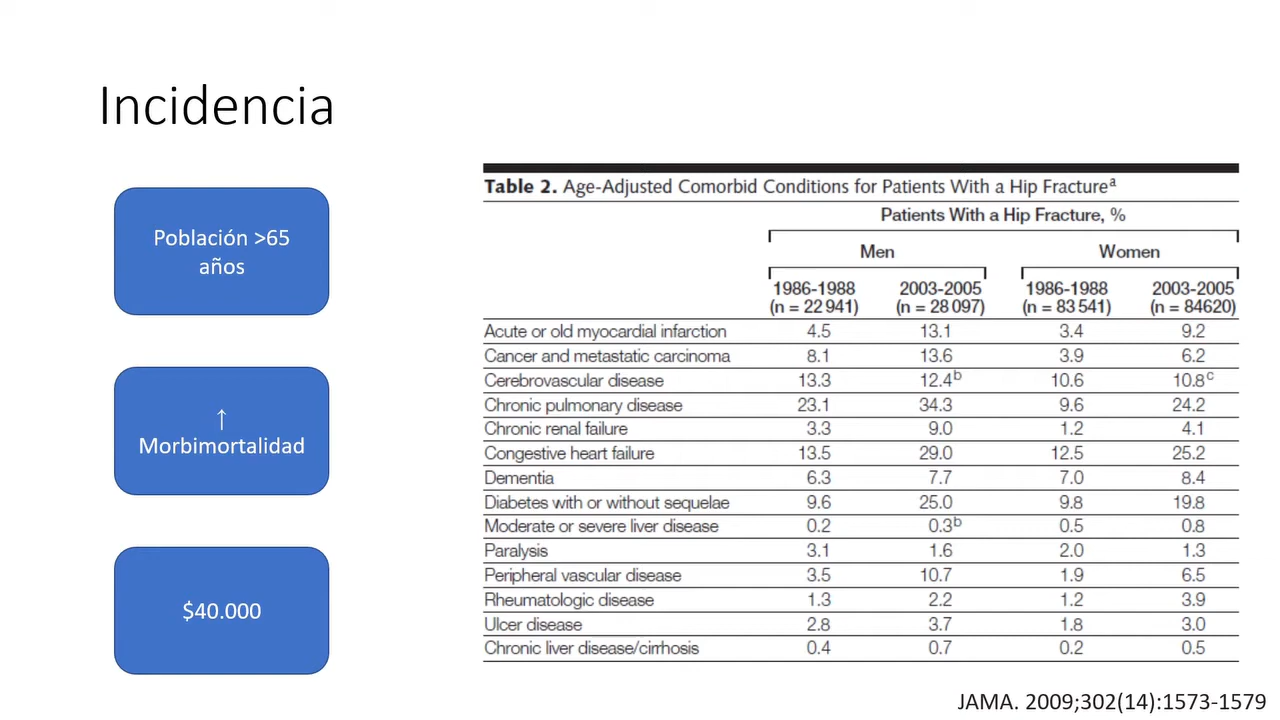 Incidencia
Población >65
años
↑
Morbimortalidad
$40.000
Table 2. Age-Adjusted Comorbid Conditions for Patients With a Hip Fractureª
Patients With a Hip Fracture, %
Men Women
1986-1988 2003-2005 1986-1988 2003-2005
(n = 22 941) (n = 28 097) (n = 83 541) (n = 84620)
Acute or old myocardial infarction 4.5 13.1 3.4 9.2
Cancer and metastatic carcinoma 8.1 13.6 3.9 6.2
Cerebrovascular disease 13.3 12.4b 10.6 10.8c
Chronic pulmonary disease 23.1 34.3 9.6 24.2
Chronic renal failure 3.3 9.0 1.2 4.1
Congestive heart failure 13.5 29.0 12.5 25.2
Dementia 6.3 7.7 7.0 8.4
Diabetes with or without sequelae 9.6 25.0 9.8 19.8
Moderate or severe liver disease 0.2 0.3b 0.5 0.8
Paralysis 3.1 1.6 2.0 1.3
Peripheral vascular disease 3.5 10.7 1.9 6.5
Rheumatologic disease 1.3 2.2 1.2 3.9
Ulcer disease 2.8 3.7 1.8 3.0
Chronic liver disease/cirrhosis 0.4 0.7 0.2 0.5
JAMA. 2009;302(14):1573-1579